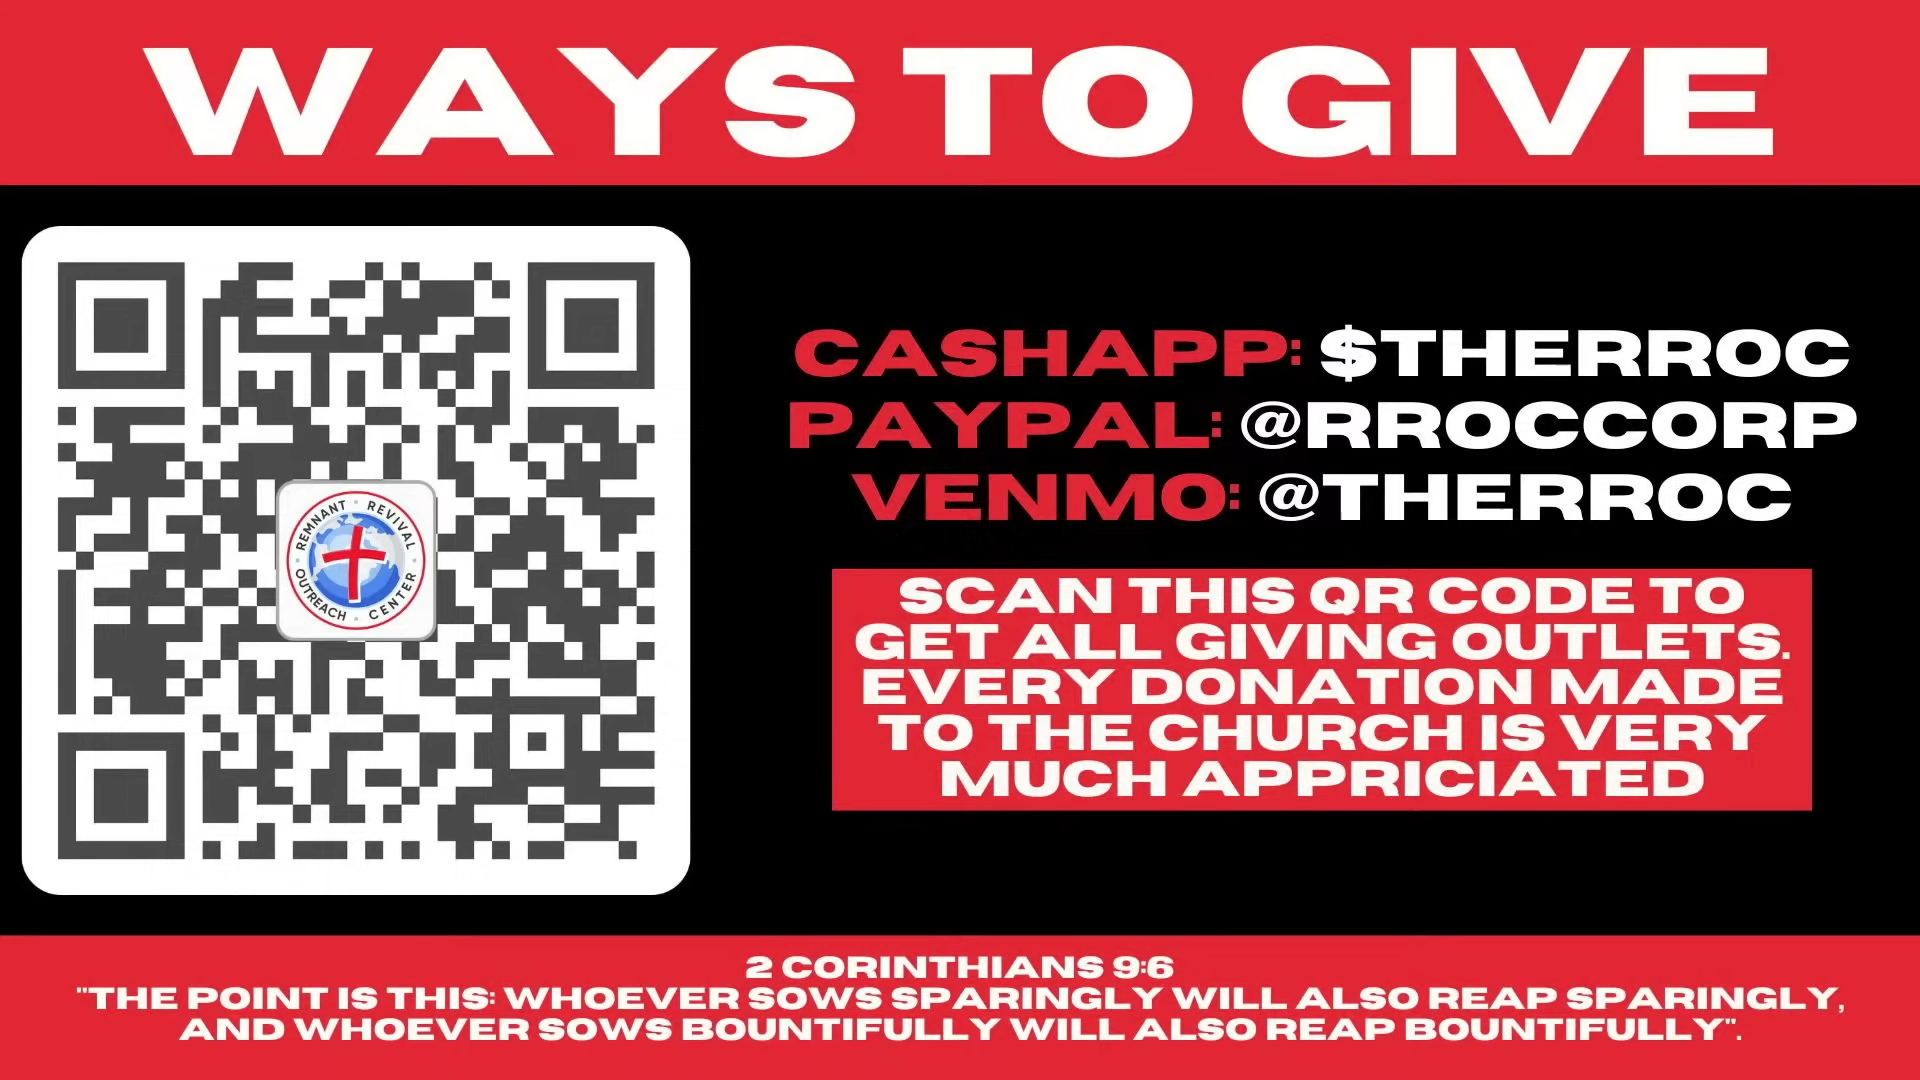 WAYS TO GIVE
REMNANT REVIVAL
OUTREACH CENTER
CASHAPP: $THERROC
PAYPAL: @RROCCORP
VENMO: @THERROC
SCAN THIS QR CODE TO
GET ALL GIVING OUTLETS.
EVERY DONATION MADE
TO THE CHURCH IS VERY
MUCH APPRICIATED
2 CORINTHIANS 9:6
"THE POINT IS THIS: WHOEVER SOWS SPARINGLY WILL ALSO REAP SPARINGLY,
AND WHOEVER SOWS BOUNTIFULLY WILL ALSO REAP BOUNTIFULLY".